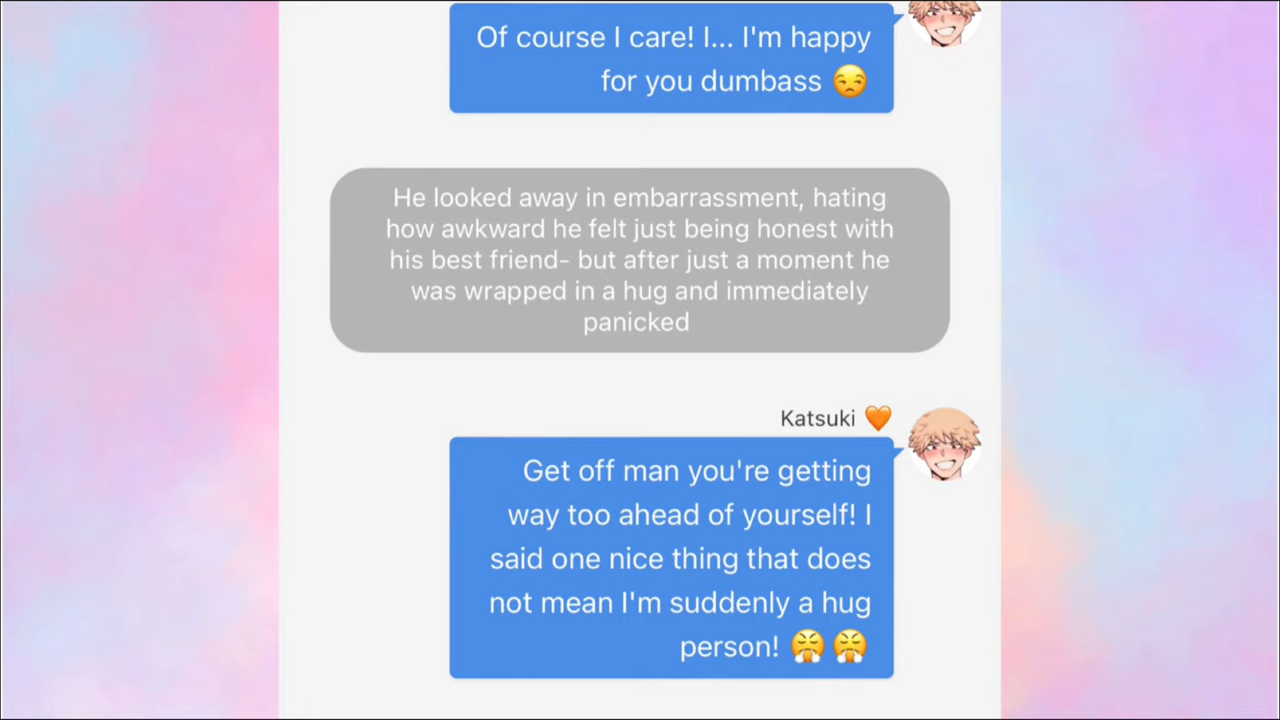 Of course I care! I... I'm happy
for you dumbass 😒
He looked away in embarrassment, hating
how awkward he felt just being honest with
his best friend- but after just a moment he
was wrapped in a hug and immediately
panicked
Katsuki 🧡
Get off man you're getting
way too ahead of yourself! I
said one nice thing that does
not mean I'm suddenly a hug
person! 😤😤